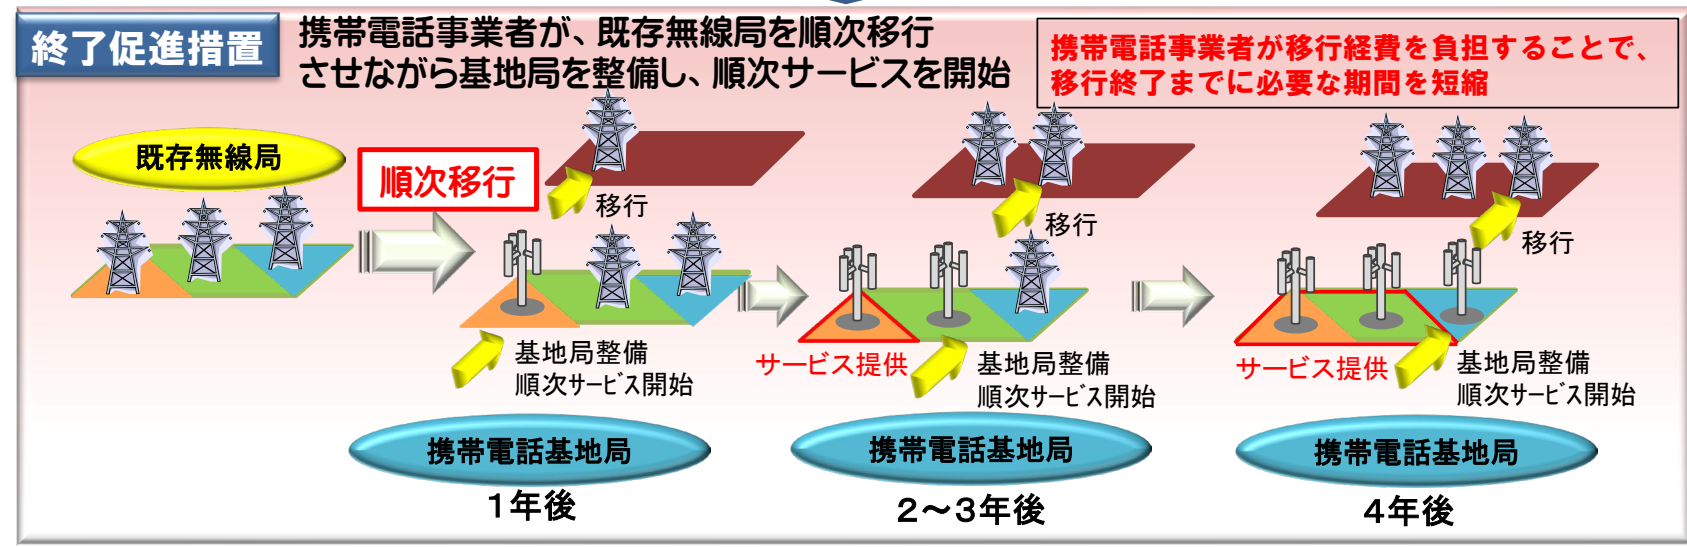 終了促進措置
携帯電話事業者が、既存無線局を順次移行
させながら基地局を整備し、順次サービスを開始
携帯電話事業者が移行経費を負担することで、
移行終了までに必要な期間を短縮
既存無線局
順次移行
移行
移行
移行
基地局整備
順次サービス開始
サービス提供
基地局整備
順次ｻｰﾋﾞｽ開始
サービス提供
基地局整備
順次サービス開始
携帯電話基地局
携帯電話基地局
携帯電話基地局
１年後
２～３年後
４年後